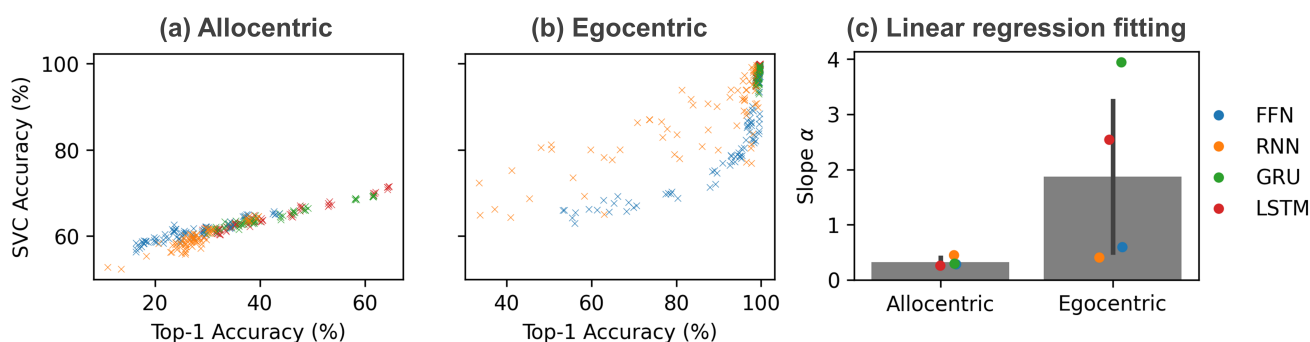 (a) Allocentric
(b) Egocentric
(c) Linear regression fitting
SVC Accuracy (%)
100
80
60
20
40
60
Top-1 Accuracy (%)
40
60
80
100
Top-1 Accuracy (%)
Slope α
4
3
2
1
0
Allocentric
Egocentric
FFN
RNN
GRU
LSTM